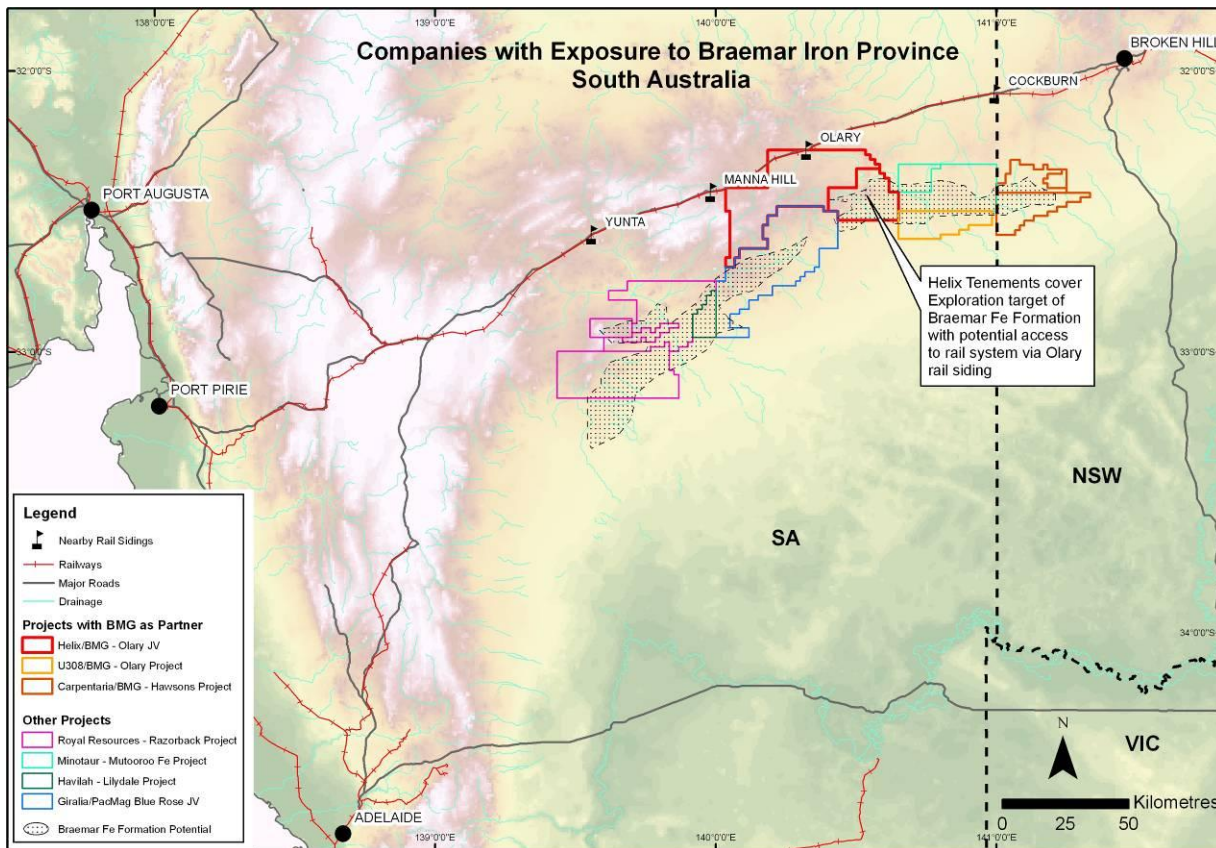 138°0'0"E
139°0'0"E
140°0'0"E
141°0'0"E
Companies with Exposure to Braemar Iron Province
South Australia
BROKEN HILL
32°0'0"S
32°0'0"S
COCKBURN
OLARY
MANNA HILL
PORT AUGUSTA
YUNTA
Helix Tenements cover
Exploration target of
Braemar Fe Formation
with potential access
to rail system via Olary
rail siding
33°0'0"S
33°0'0"S
PORT PIRIE
NSW
SA
34°0'0"S
VIC
N
Kilometres
0 25 50
ADELAIDE
139°0'0"E
140°0'0"E
141°0'0"E
Legend
Nearby Rail Sidings
Railways
Major Roads
Drainage
Projects with BMG as Partner
Helix/BMG - Olary JV
U308/BMG - Olary Project
Carpentaria/BMG - Hawsons Project
Other Projects
Royal Resources - Razorback Project
Minotaur - Mutooroo Fe Project
Havilah - Lilydale Project
Giralia/PacMag Blue Rose JV
Braemar Fe Formation Potential